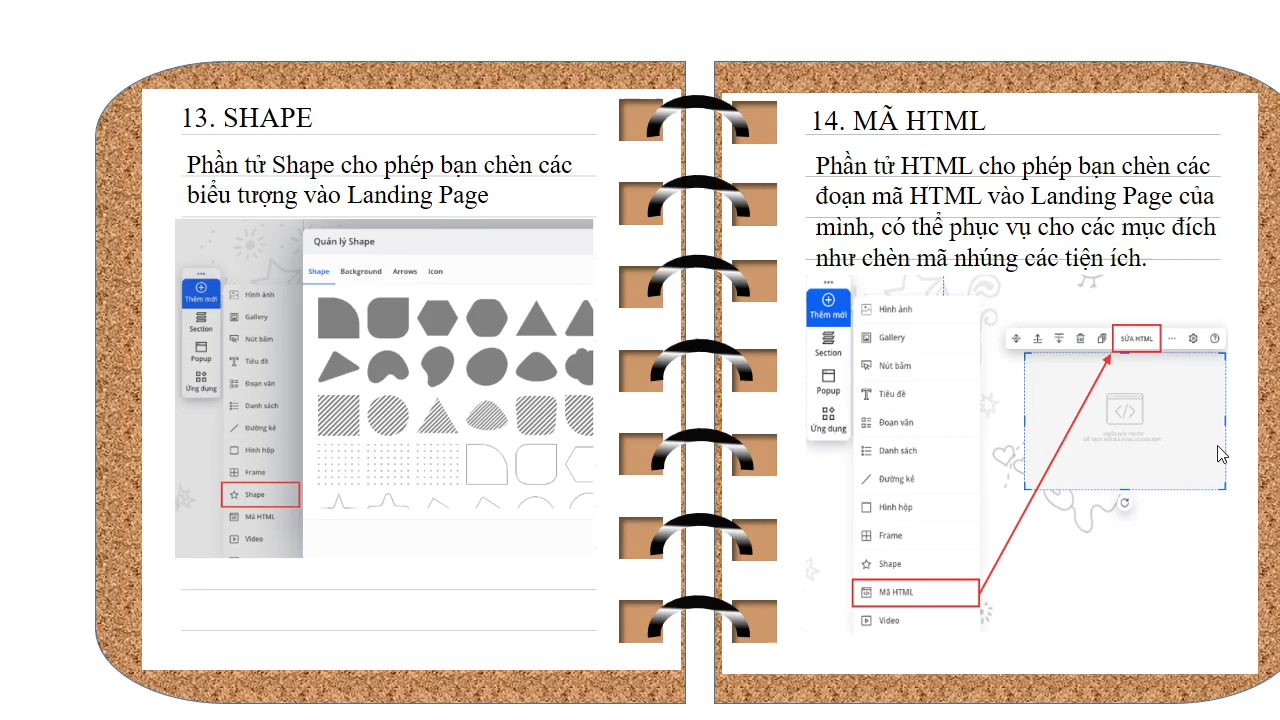 13. SHAPE
Phần tử Shape cho phép bạn chèn các
biểu tượng vào Landing Page
Quản lý Shape
Shape Background Arrows Icon
Thêm mới
Section
Popup
Ứng dụng
Hình ảnh
Gallery
Nút bấm
Tiêu đề
Đoạn văn
Danh sách
Đường kẻ
Hình hộp
Frame
Shape
Mã HTML
Video
14. MÃ HTML
Phần tử HTML cho phép bạn chèn các
đoạn mã HTML vào Landing Page của
mình, có thể phục vụ cho các mục đích
như chèn mã nhúng các tiện ích.
Thêm mới
Section
Popup
Ứng dụng
Hình ảnh
Gallery
Nút bấm
Tiêu đề
Đoạn văn
Danh sách
Đường kẻ
Hình hộp
Frame
Shape
Mã HTML
Video
SỬA HTML